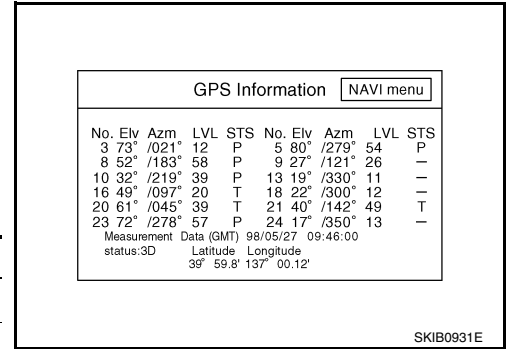 GPS Information NAVI menu
No. Elv Azm LVL STS No. Elv Azm LVL STS
3 73° /021° 12 P 5 80° /279° 54 P
8 52° /183° 58 P 9 27° /121° 26 –
10 32° /219° 39 P 13 19° /330° 11 –
16 49° /097° 20 T 18 22° /300° 12 –
20 61° /045° 39 T 21 40° /142° 49 T
23 72° /278° 57 P 24 17° /350° 13 –
Measurement Data (GMT) 98/05/27 09:46:00
status:3D Latitude Longitude
39° 59.8' 137° 00.12'
SKIB0931E